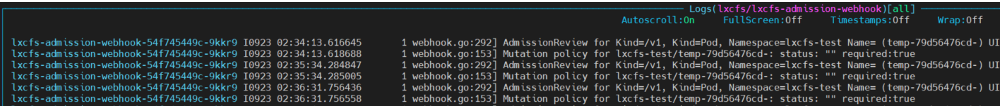 Logs(lxcfs/lxcfs-admission-webhook)[all]
Autoscroll:On FullScreen:Off Timestamps:Off Wrap:Off
lxcfs-admission-webhook-54f745449c-9kkr9 I0923 02:34:13.616645 1 webhook.go:292] AdmissionReview for Kind=/v1, Kind=Pod, Namespace=lxcfs-test Name= (temp-79d56476cd-) UI
lxcfs-admission-webhook-54f745449c-9kkr9 I0923 02:34:13.618688 1 webhook.go:153] Mutation policy for lxcfs-test/temp-79d56476cd-: status: "" required:true
lxcfs-admission-webhook-54f745449c-9kkr9 I0923 02:35:34.284847 1 webhook.go:292] AdmissionReview for Kind=/v1, Kind=Pod, Namespace=lxcfs-test Name= (temp-79d56476cd-) UI
lxcfs-admission-webhook-54f745449c-9kkr9 I0923 02:35:34.285005 1 webhook.go:153] Mutation policy for lxcfs-test/temp-79d56476cd-: status: "" required:true
lxcfs-admission-webhook-54f745449c-9kkr9 I0923 02:36:31.756436 1 webhook.go:292] AdmissionReview for Kind=/v1, Kind=Pod, Namespace=lxcfs-test Name= (temp-79d56476cd-) UI
lxcfs-admission-webhook-54f745449c-9kkr9 I0923 02:36:31.756558 1 webhook.go:153] Mutation policy for lxcfs-test/temp-79d56476cd-: status: "" required:true